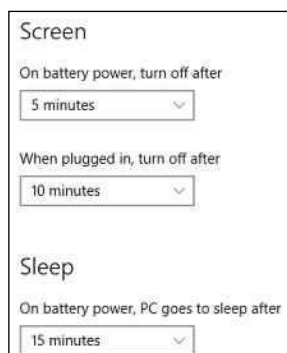 Screen
On battery power, turn off after
5 minutes
When plugged in, turn off after
10 minutes
Sleep
On battery power, PC goes to sleep after
15 minutes